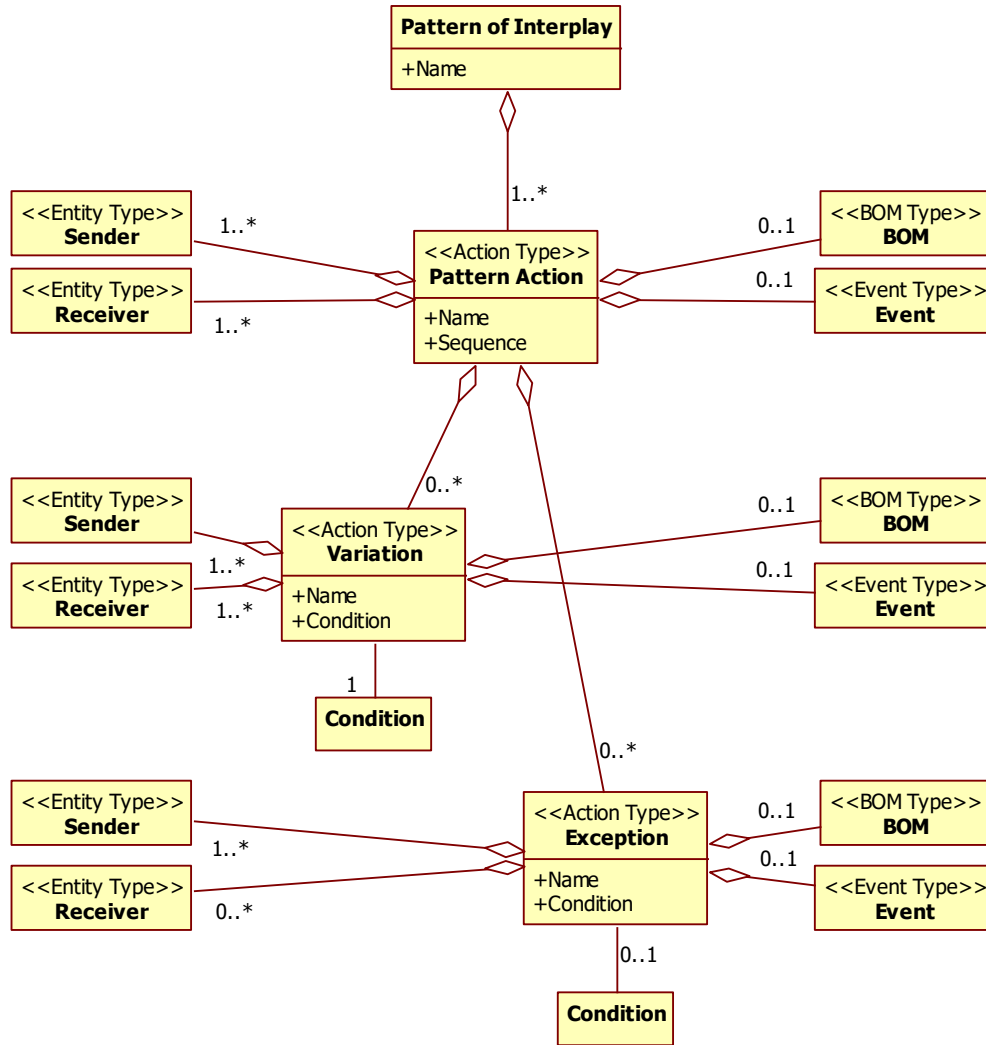 Pattern of Interplay
+Name
1..*
<<Entity Type>>
Sender
1..*
<<Entity Type>>
Receiver
1..*
<<Action Type>>
Pattern Action
+Name
+Sequence
0..1
<<BOM Type>>
BOM
0..1
<<Event Type>>
Event
0..*
<<Entity Type>>
Sender
1..*
<<Entity Type>>
Receiver
1..*
<<Action Type>>
Variation
+Name
+Condition
0..1
<<BOM Type>>
BOM
0..1
<<Event Type>>
Event
1
Condition
0..*
<<Entity Type>>
Sender
1..*
<<Entity Type>>
Receiver
0..*
<<Action Type>>
Exception
+Name
+Condition
0..1
<<BOM Type>>
BOM
0..1
<<Event Type>>
Event
0..1
Condition